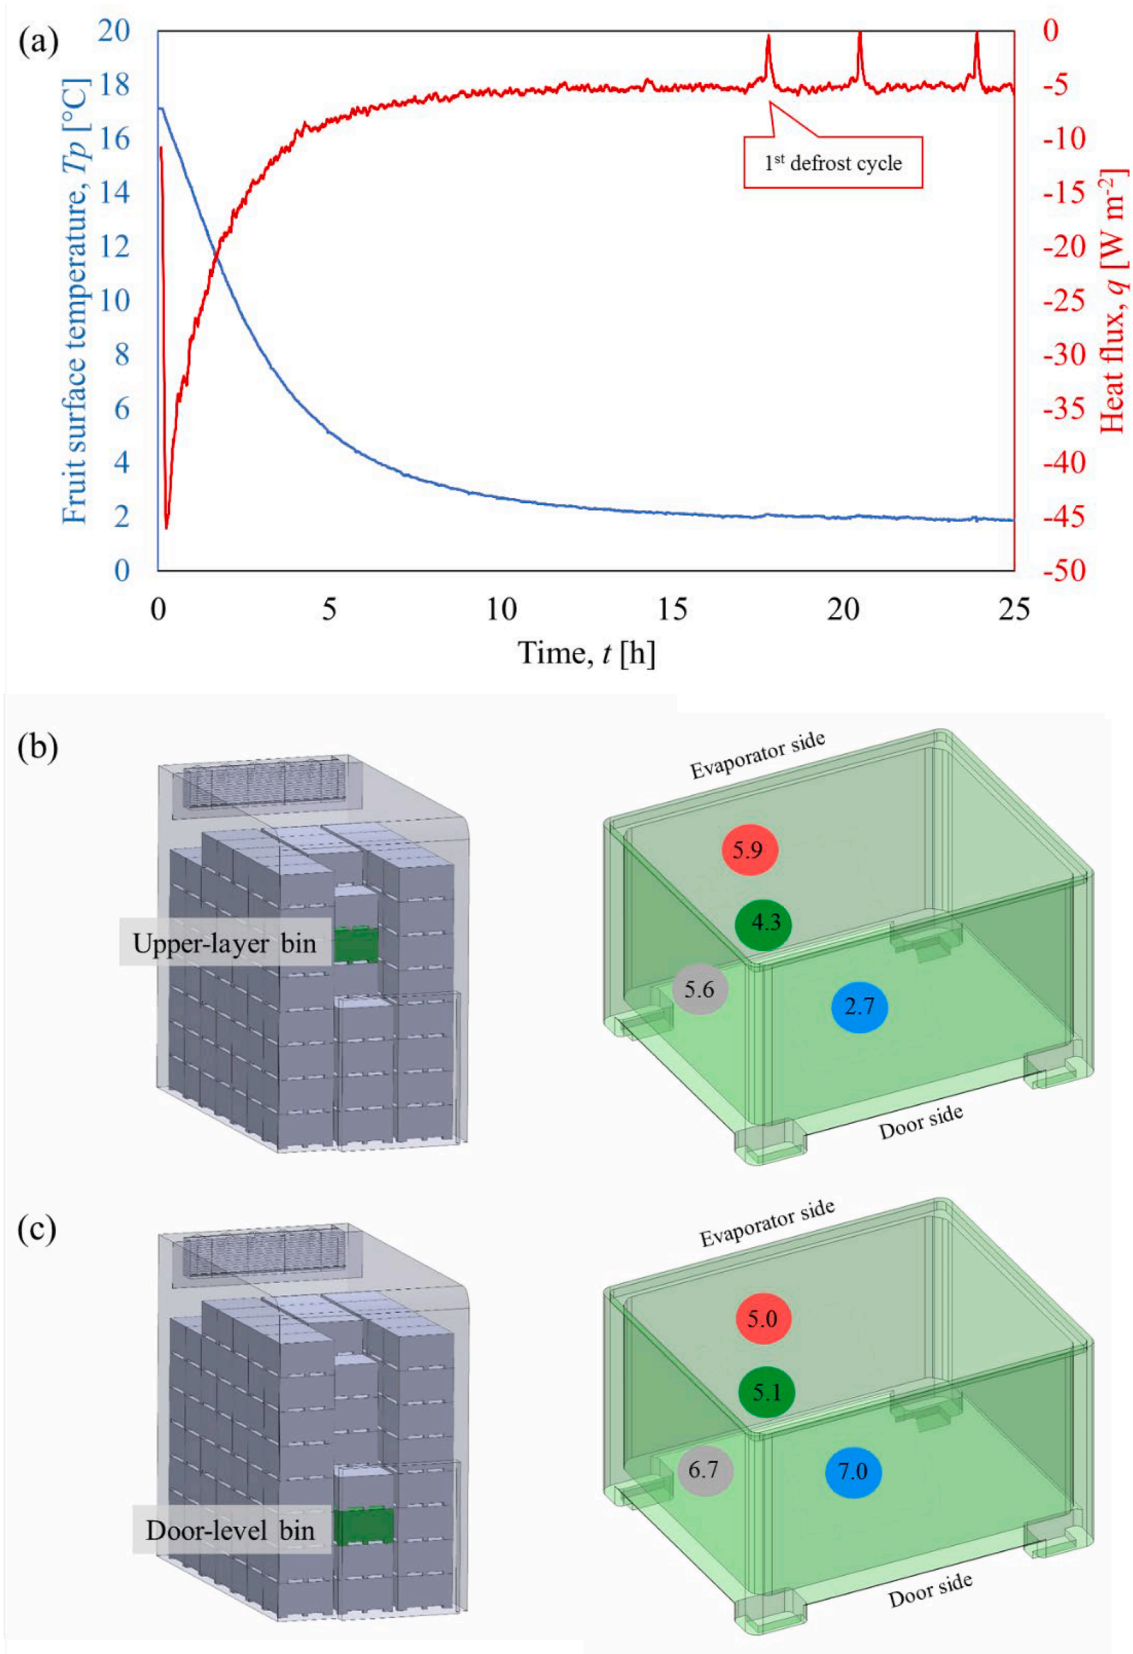 (a)
Fruit surface temperature, Tp [°C]
20
18
16
14
12
10
8
6
4
2
0
0
-5
-10
-15
-20
-25
-30
-35
-40
-45
-50
Heat flux, q [W m⁻²]
1st defrost cycle
0 5 10 15 20 25
Time, t [h]
(b)
Upper-layer bin
Evaporator side
5.9
4.3
5.6
2.7
Door side
(c)
Door-level bin
Evaporator side
5.0
5.1
6.7
7.0
Door side